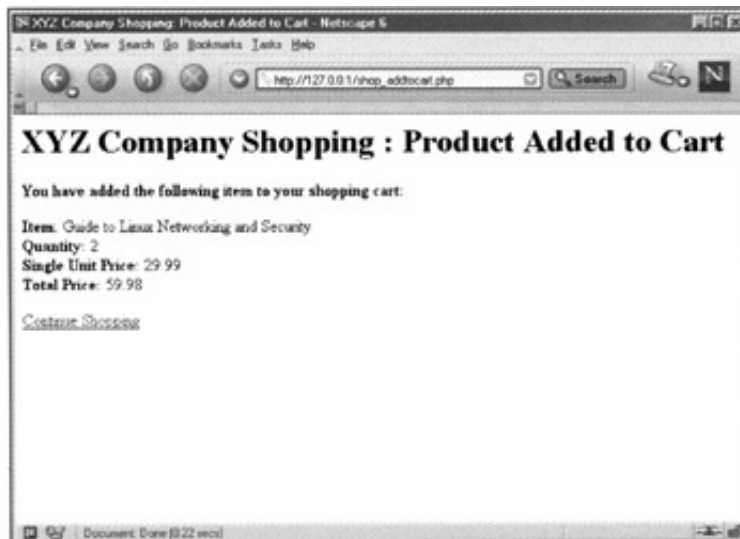 XYZ Company Shopping: Product Added to Cart - Netscape 6
File Edit View Search Go Bookmarks Tasks Help
http://127.0.0.1/shop_addtocart.php
Search
N
XYZ Company Shopping : Product Added to Cart
You have added the following item to your shopping cart:
Item: Guide to Linux Networking and Security
Quantity: 2
Single Unit Price: 29.99
Total Price: 59.98
Continue Shopping
Document: Done (0.22 secs)